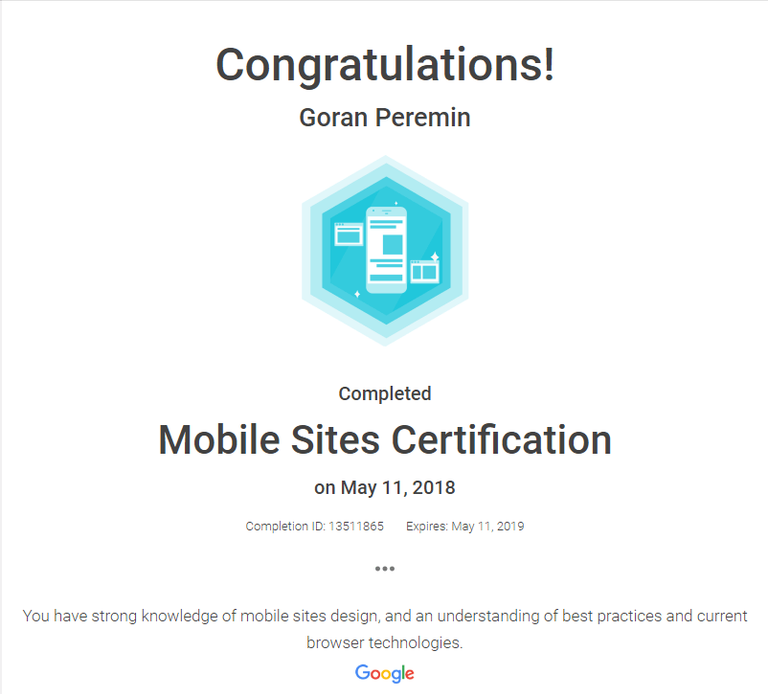 Congratulations!
Goran Peremin
Completed
Mobile Sites Certification
on May 11, 2018
Completion ID: 13511865 Expires: May 11, 2019
•••
You have strong knowledge of mobile sites design, and an understanding of best practices and current
browser technologies.
Google